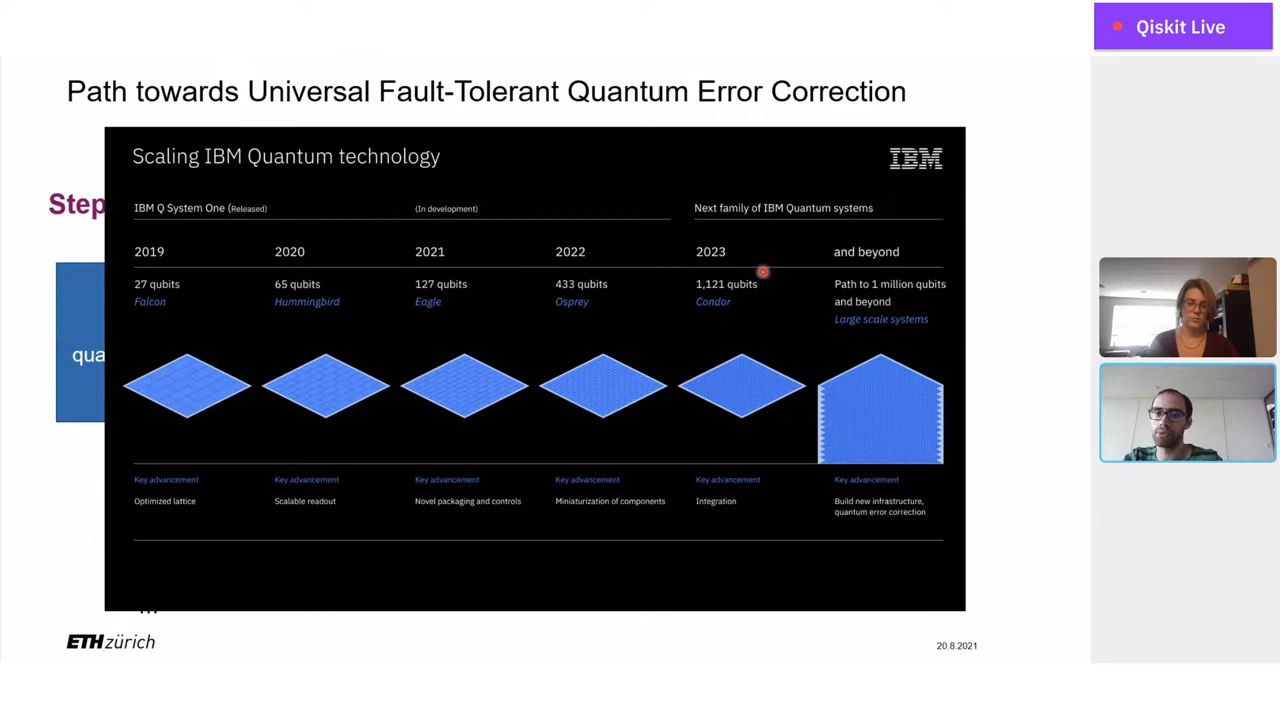 Qiskit Live
Path towards Universal Fault-Tolerant Quantum Error Correction
Scaling IBM Quantum technology
IBM
Step
IBM Q System One (Released)
(In development)
Next family of IBM Quantum systems
2019
2020
2021
2022
2023
and beyond
27 qubits
65 qubits
127 qubits
433 qubits
1,121 qubits
Path to 1 million qubits
and beyond
Falcon
Hummingbird
Eagle
Osprey
Condor
Large scale systems
qua
Key advancement
Key advancement
Key advancement
Key advancement
Key advancement
Key advancement
Optimized lattice
Scalable readout
Novel packaging and controls
Miniaturization of components
Integration
Build new infrastructure,
quantum error correction
...
ETH zürich
20.8.2021